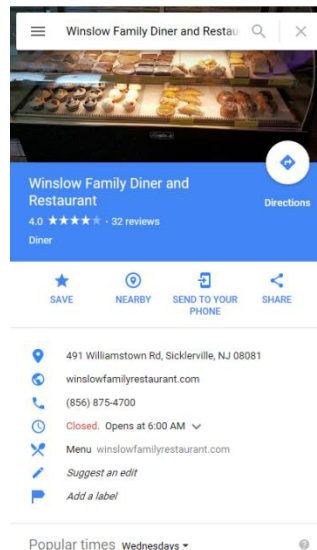 Winslow Family Diner and Restau
Winslow Family Diner and
Restaurant
Directions
4.0 ★★★★★ · 32 reviews
Diner
SAVE
NEARBY
SEND TO YOUR
PHONE
SHARE
491 Williamstown Rd, Sicklerville, NJ 08081
winslowfamilyrestaurant.com
(856) 875-4700
Closed. Opens at 6:00 AM
Menu winslowfamilyrestaurant.com
Suggest an edit
Add a label
Popular times Wednesdays